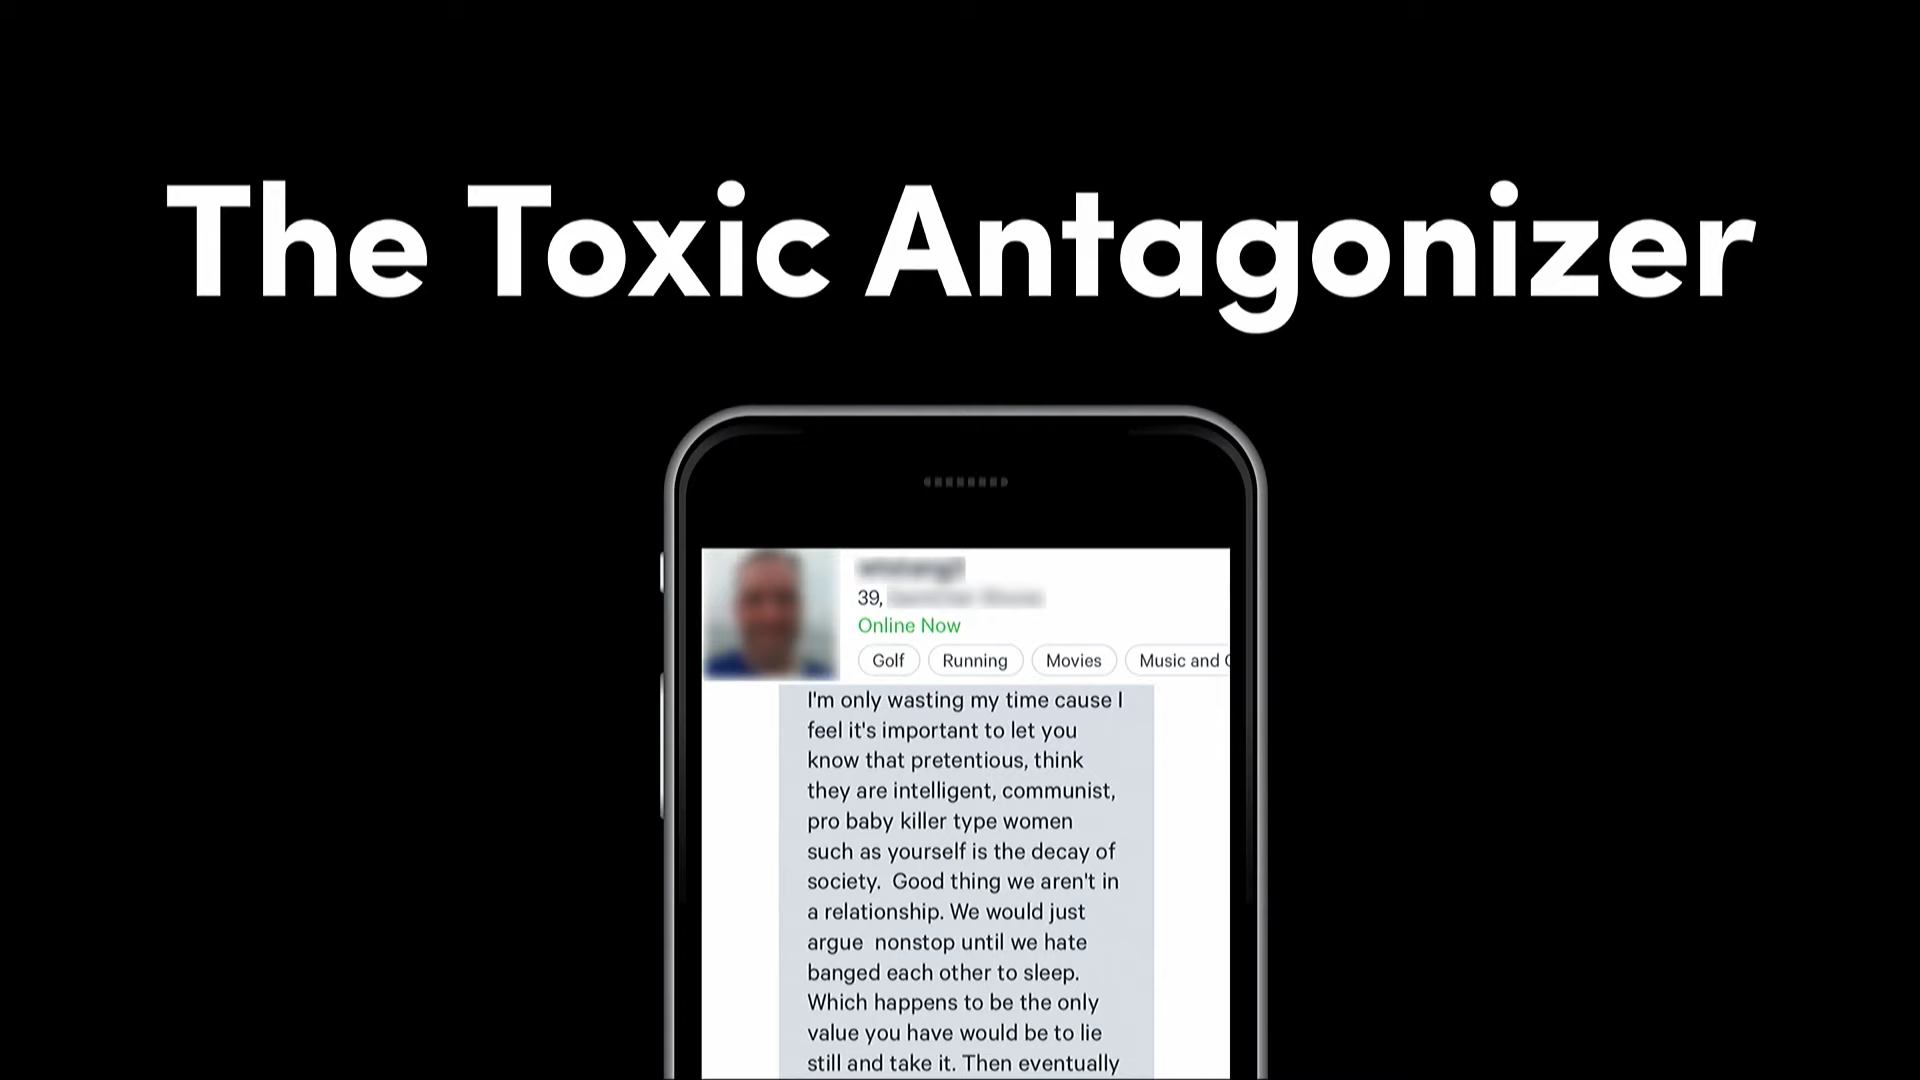 The Toxic Antagonizer
39,
Online Now
Golf Running Movies Music and
I'm only wasting my time cause I
feel it's important to let you
know that pretentious, think
they are intelligent, communist,
pro baby killer type women
such as yourself is the decay of
society.  Good thing we aren't in
a relationship. We would just
argue  nonstop until we hate
banged each other to sleep.
Which happens to be the only
value you have would be to lie
still and take it. Then eventually